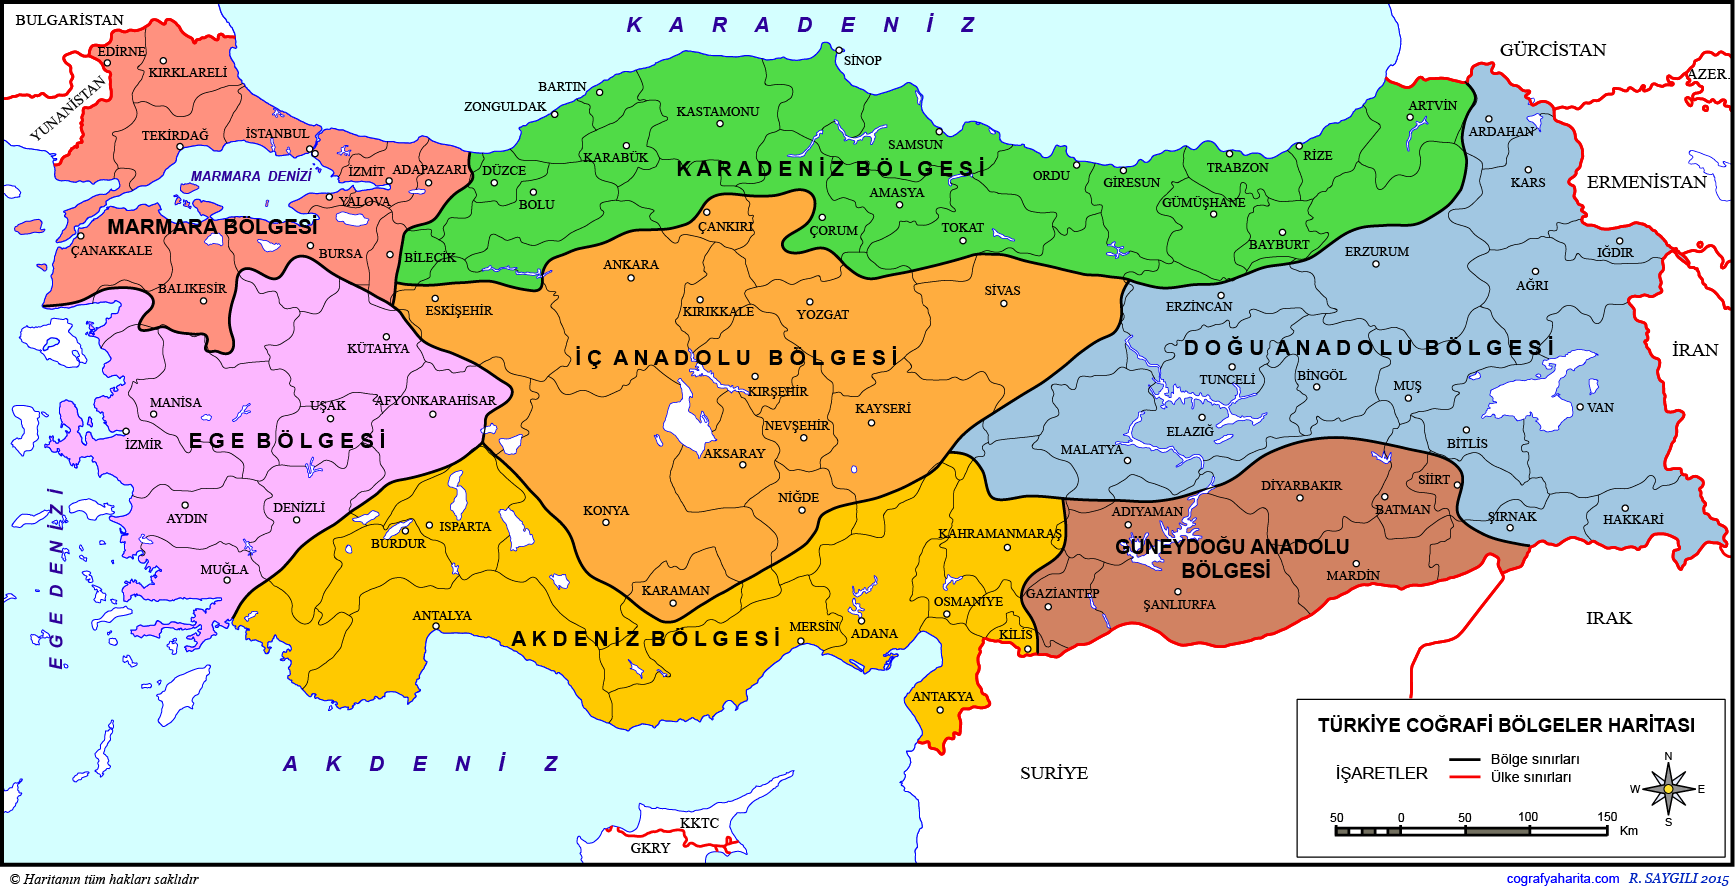 BULGARİSTAN
K A R A D E N İ Z
GÜRCİSTAN
AZER.
EDİRNE
KIRKLARELİ
YUNANİSTAN
SİNOP
BARTIN
ZONGULDAK
KASTAMONU
ARTVİN
ARDAHAN
TEKİRDAĞ
İSTANBUL
SAMSUN
KARABÜK
RİZE
MARMARA DENİZİ
İZMİT
ADAPAZARI
DÜZCE
KARADENİZ BÖLGESİ
ORDU
GİRESUN
TRABZON
KARS
ERMENİSTAN
YALOVA
BOLU
AMASYA
GÜMÜŞHANE
MARMARA BÖLGESİ
ÇANKIRI
ÇORUM
TOKAT
BAYBURT
ÇANAKKALE
BURSA
BİLECİK
ERZURUM
IĞDIR
ANKARA
BALIKESİR
ESKİŞEHİR
KIRIKKALE
YOZGAT
SİVAS
ERZİNCAN
AĞRI
KÜTAHYA
İÇ ANADOLU BÖLGESİ
DOĞU ANADOLU BÖLGESİ
İRAN
TUNCELİ
BİNGÖL
MUŞ
KIRŞEHİR
MANİSA
UŞAK
AFYONKARAHİSAR
KAYSERİ
VAN
NEVŞEHİR
ELAZIĞ
İZMİR
EGE BÖLGESİ
BİTLİS
AKSARAY
MALATYA
SİİRT
DİYARBAKIR
NİĞDE
AYDIN
DENİZLİ
KONYA
ISPARTA
BURDUR
ADIYAMAN
BATMAN
ŞIRNAK
HAKKARİ
KAHRAMANMARAŞ
GÜNEYDOĞU ANADOLU
BÖLGESİ
MARDİN
MUĞLA
KARAMAN
GAZİANTEP
ŞANLIURFA
OSMANİYE
EGE DENİZİ
ANTALYA
AKDENİZ BÖLGESİ
MERSİN
ADANA
KİLİS
IRAK
ANTAKYA
A K D E N İ Z
SURİYE
KKTC
GKRY
TÜRKİYE COĞRAFİ BÖLGELER HARİTASI
İŞARETLER
Bölge sınırları
Ülke sınırları
N
W
E
S
50 0 50 100 150
Km
© Haritanın tüm hakları saklıdır
cografyaharita.com R. SAYGILI 2015